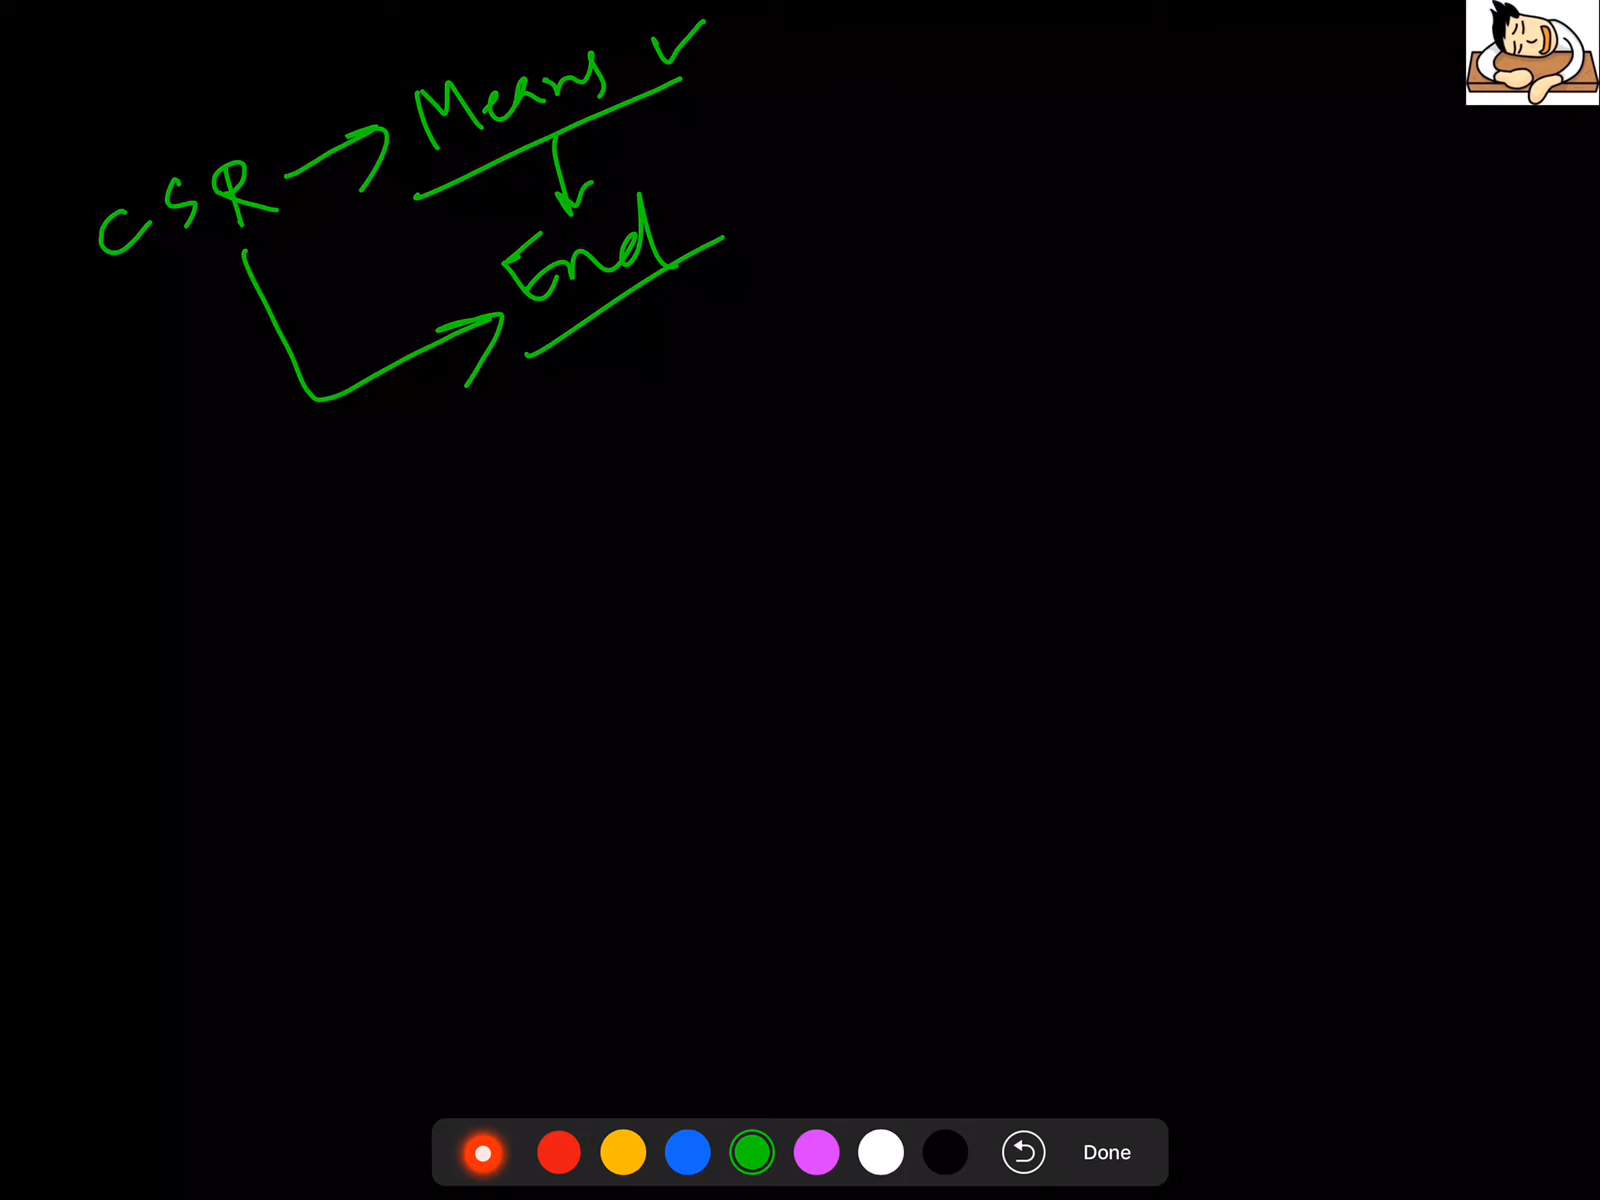 CSR → Means ✓
End
Done